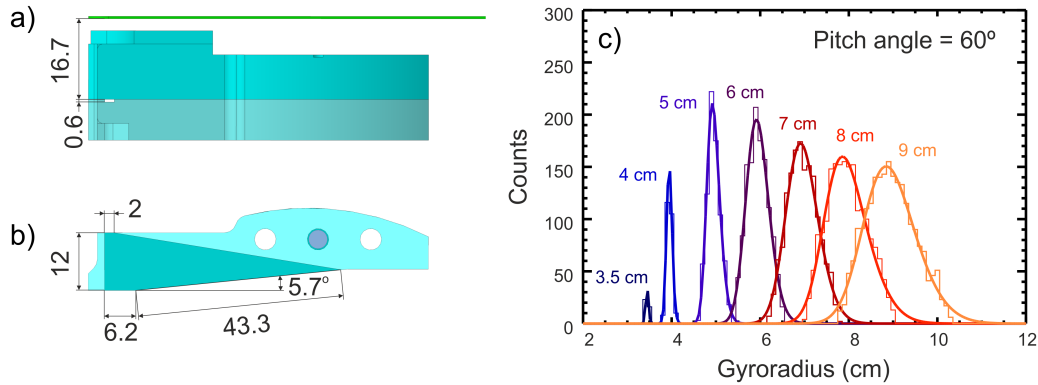 a)
16.7
0.6
b)
2
12
5.7º
6.2
43.3
c)
Pitch angle = 60º
300
250
200
150
100
50
0
Counts
3.5 cm
4 cm
5 cm
6 cm
7 cm
8 cm
9 cm
2 4 6 8 10 12
Gyroradius (cm)